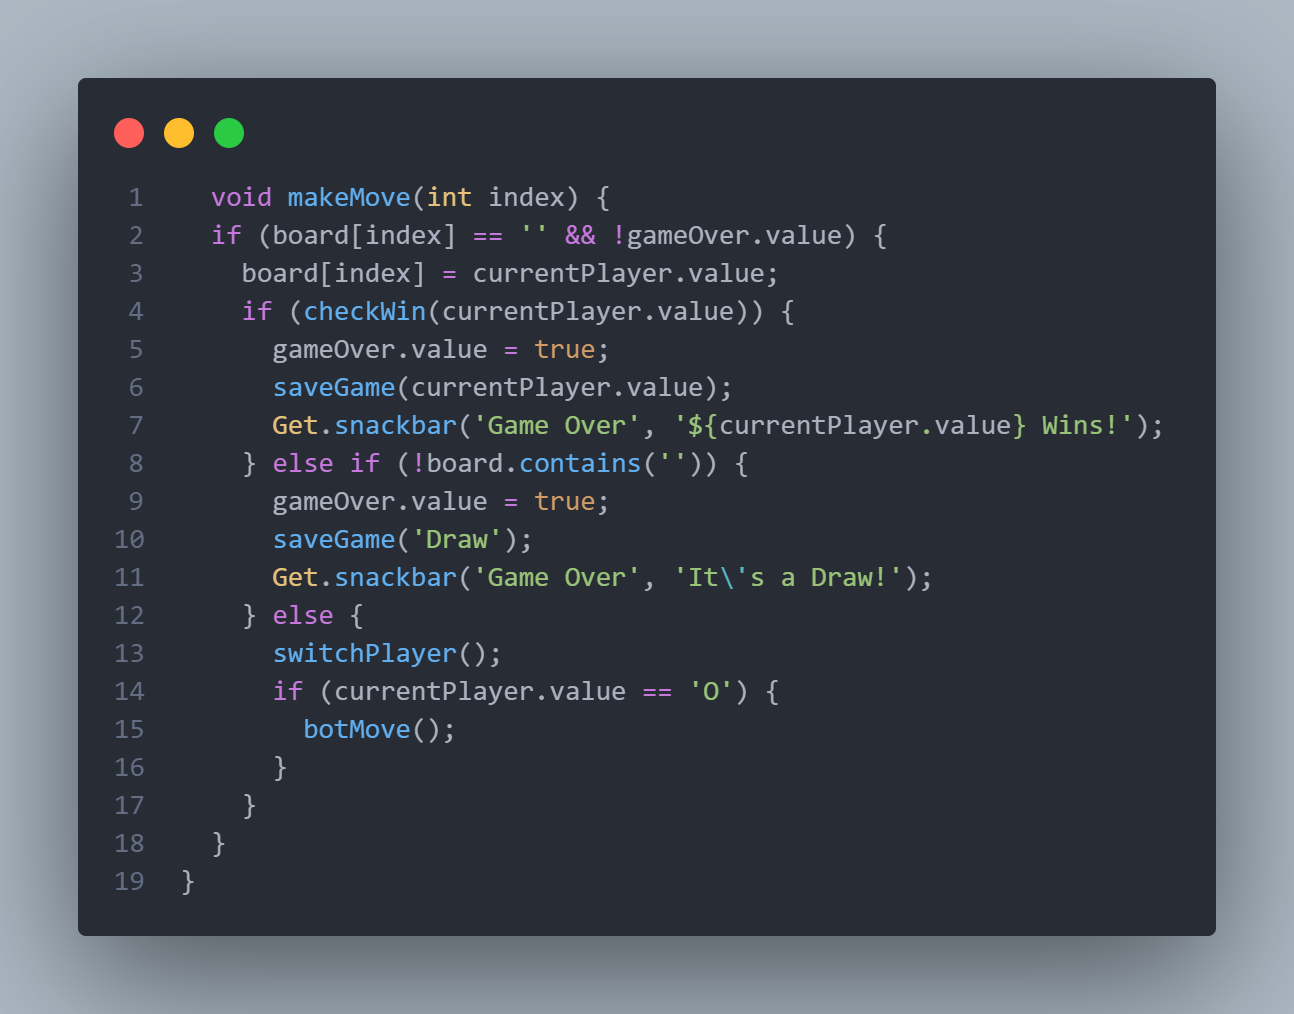 1    void makeMove(int index) {
2    if (board[index] == '' && !gameOver.value) {
3      board[index] = currentPlayer.value;
4      if (checkWin(currentPlayer.value)) {
5        gameOver.value = true;
6        saveGame(currentPlayer.value);
7        Get.snackbar('Game Over', '${currentPlayer.value} Wins!');
8      } else if (!board.contains('')) {
9        gameOver.value = true;
10        saveGame('Draw');
11        Get.snackbar('Game Over', 'It\'s a Draw!');
12      } else {
13        switchPlayer();
14        if (currentPlayer.value == 'O') {
15          botMove();
16        }
17      }
18    }
19  }